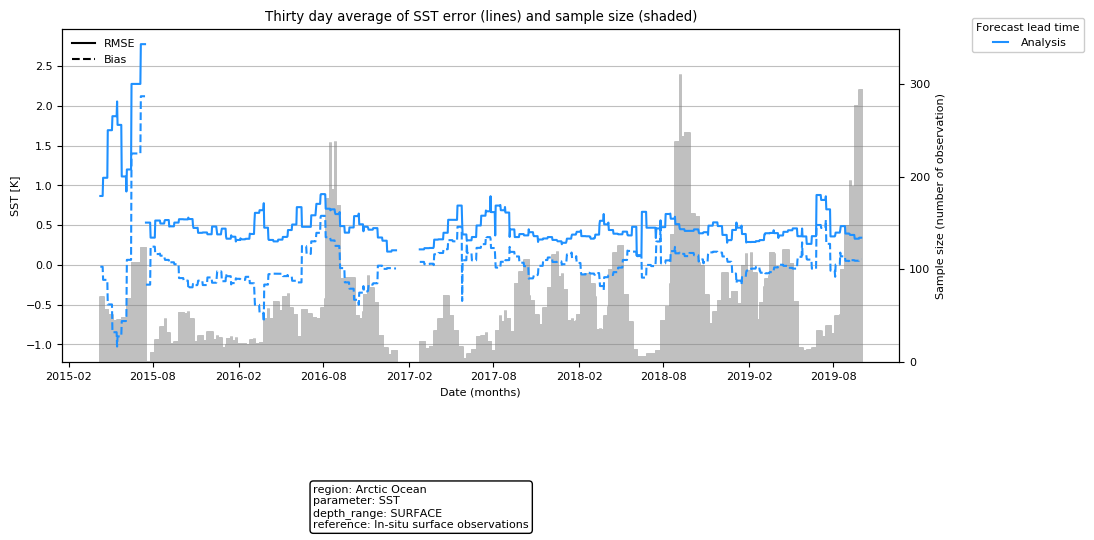 Thirty day average of SST error (lines) and sample size (shaded)
RMSE
Bias
Forecast lead time
Analysis
SST [K]
2.5
2.0
1.5
1.0
0.5
0.0
−0.5
−1.0
300
200
100
0
Sample size (number of observation)
2015-02
2015-08
2016-02
2016-08
2017-02
2017-08
2018-02
2018-08
2019-02
2019-08
Date (months)
region: Arctic Ocean
parameter: SST
depth_range: SURFACE
reference: In-situ surface observations